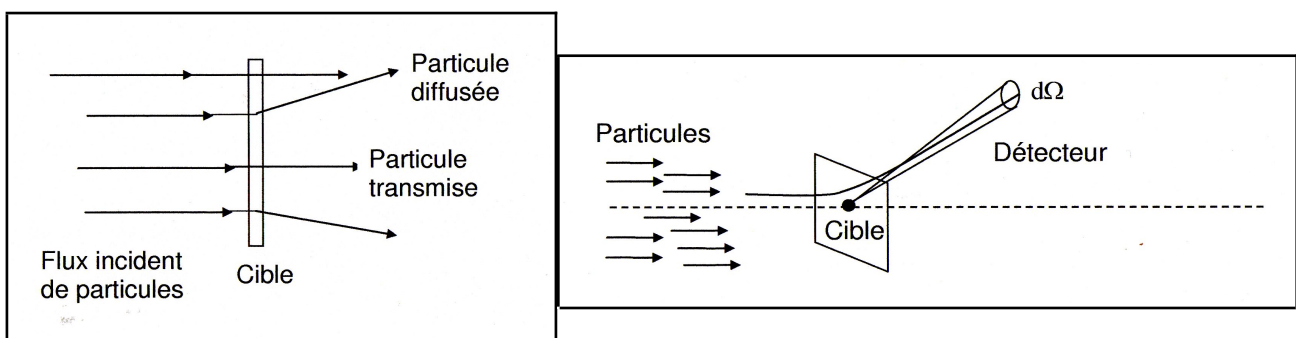 Particule
diffusée
Particule
transmise
Flux incident
de particules
Cible
Particules
dΩ
Détecteur
Cible